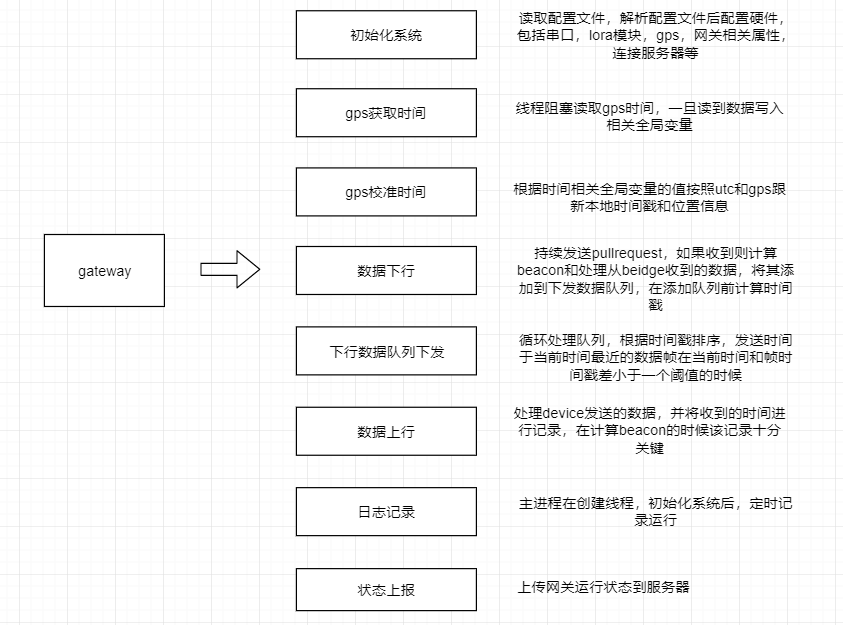 初始化系统
读取配置文件，解析配置文件后配置硬件，
包括串口，lora模块，gps，网关相关属性，
连接服务器等
gps获取时间
线程阻塞读取gps时间，一旦读到数据写入
相关全局变量
gps校准时间
根据时间相关全局变量的值按照utc和gps跟
新本地时间戳和位置信息
gateway
数据下行
持续发送pullrequest，如果收到则计算
beacon和处理从beidge收到的数据，将其添
加到下发数据队列，在添加队列前计算时间
戳
下行数据队列下发
循环处理队列，根据时间戳排序，发送时间
于当前时间最近的数据帧在当前时间和帧时
间戳差小于一个阈值的时候
数据上行
处理device发送的数据，并将收到的时间进
行记录，在计算beacon的时候该记录十分
关键
日志记录
主进程在创建线程，初始化系统后，定时记
录运行
状态上报
上传网关运行状态到服务器